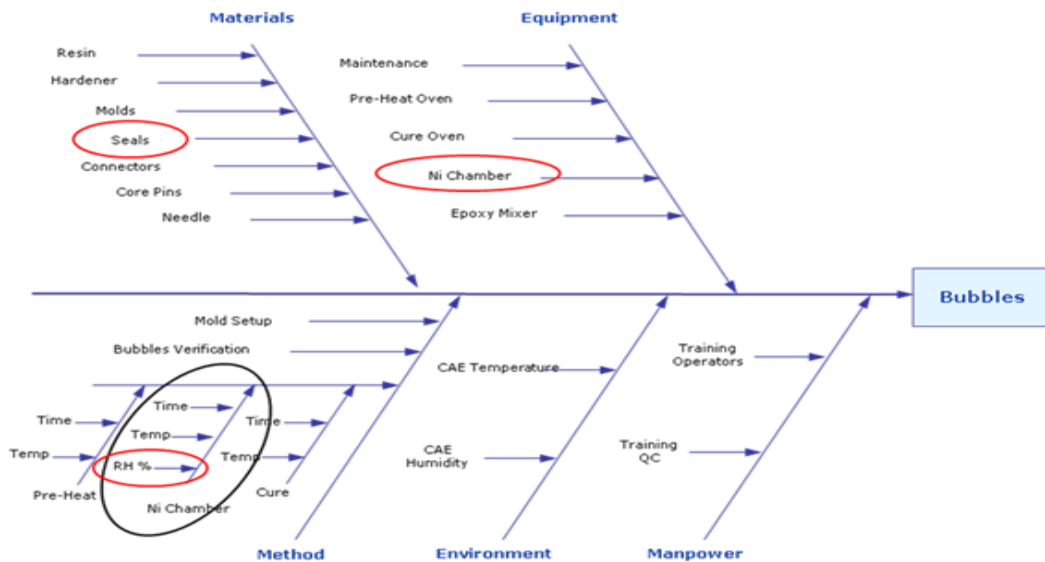 Materials
Equipment
Resin
Hardener
Molds
Seals
Connectors
Core Pins
Needle
Maintenance
Pre-Heat Oven
Cure Oven
Ni Chamber
Epoxy Mixer
Bubbles
Mold Setup
Bubbles Verification
Time
Temp
Pre-Heat
Time
Temp
RH %
Ni Chamber
Time
Temp
Cure
CAE Temperature
CAE
Humidity
Training
Operators
Training
QC
Method
Environment
Manpower